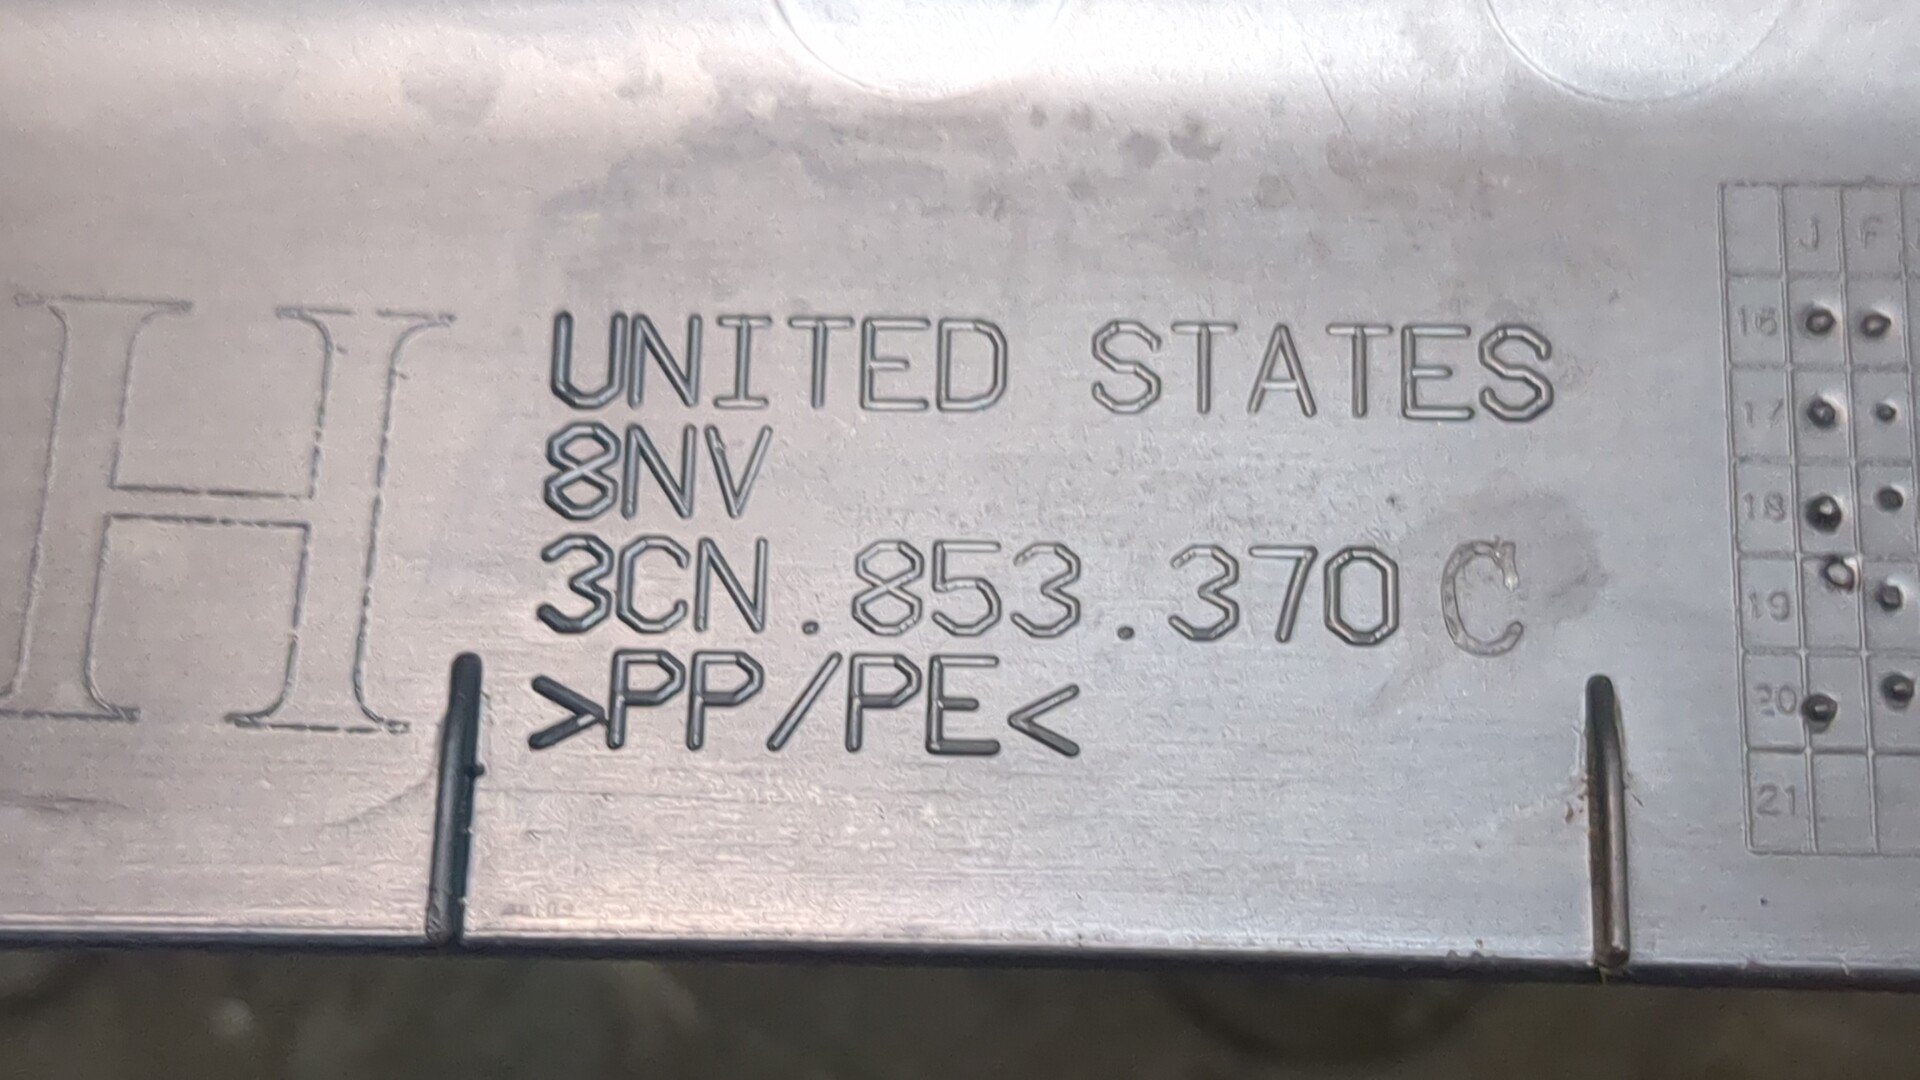 H
UNITED STATES
8NV
3CN.853.370 C
>PP/PE<
J F
16
17
18
19
20
21